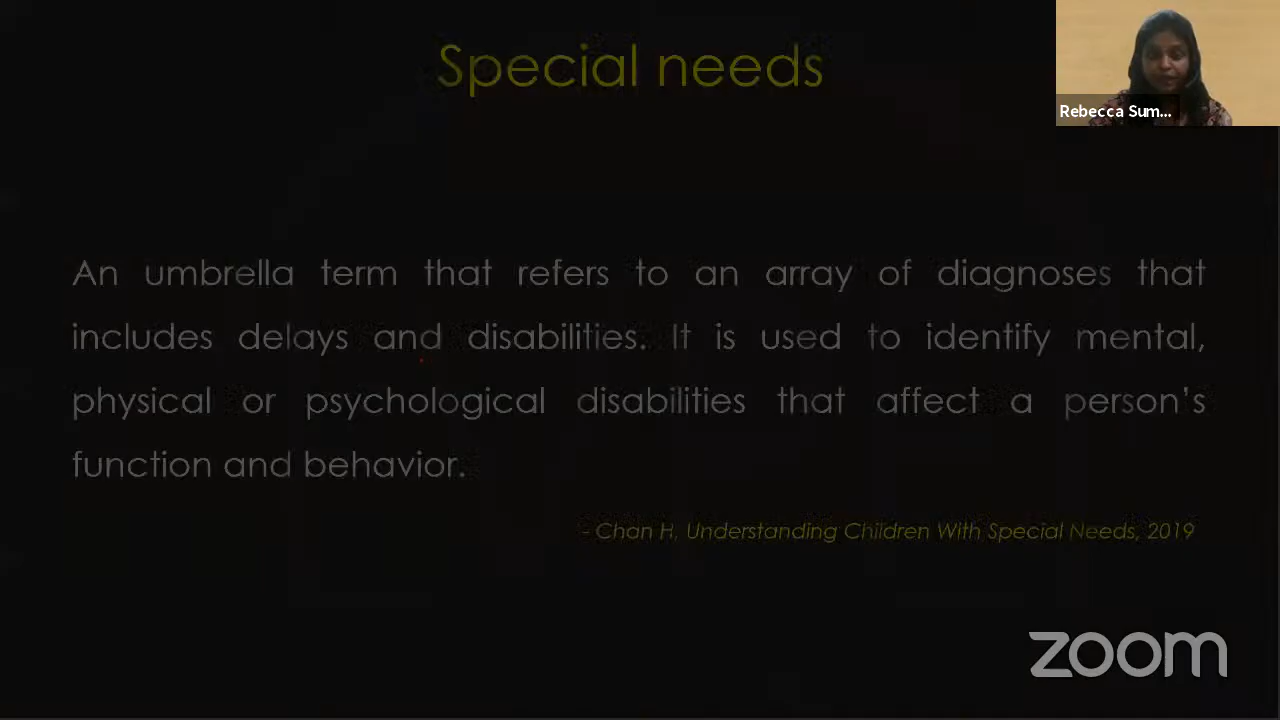 Special needs
Rebecca Sum...
An umbrella term that refers to an array of diagnoses that
includes delays and disabilities. It is used to identify mental,
physical or psychological disabilities that affect a person's
function and behavior.
- Chan H, Understanding Children With Special Needs, 2019
zoom